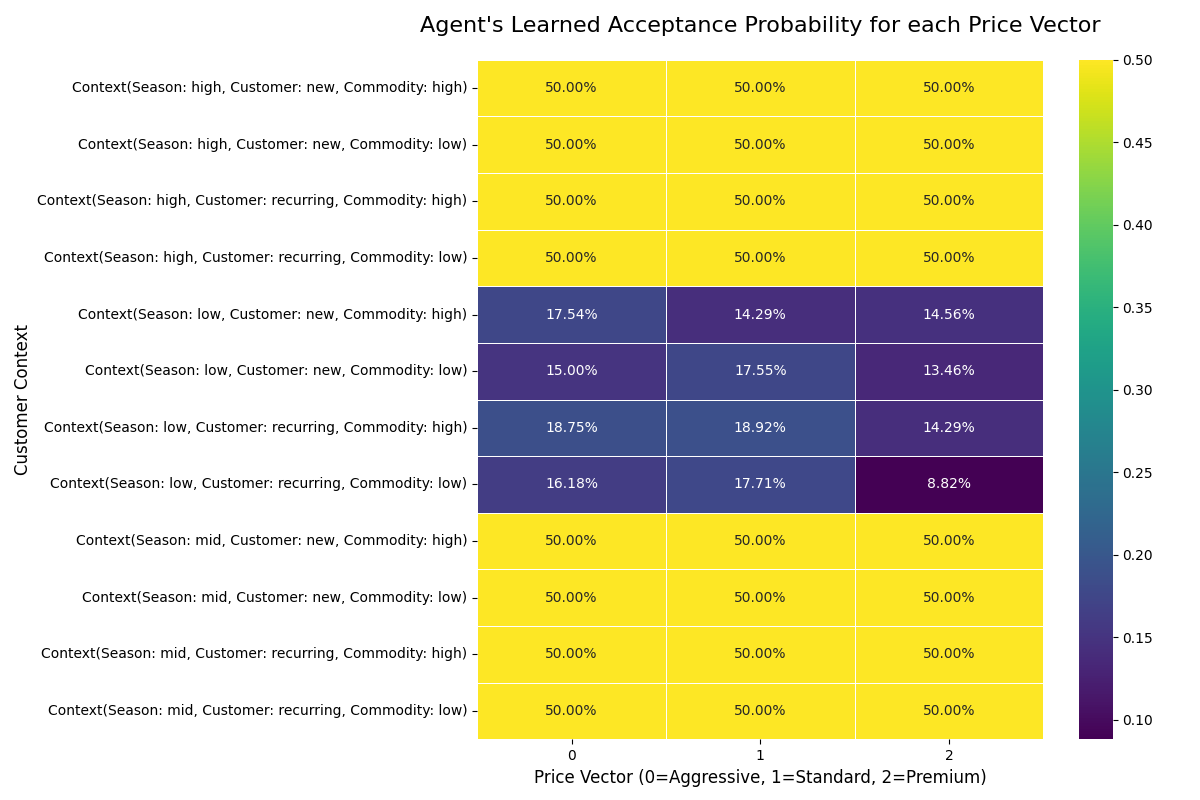 Agent's Learned Acceptance Probability for each Price Vector
Context(Season: high, Customer: new, Commodity: high) 50.00% 50.00% 50.00%
Context(Season: high, Customer: new, Commodity: low) 50.00% 50.00% 50.00%
Context(Season: high, Customer: recurring, Commodity: high) 50.00% 50.00% 50.00%
Context(Season: high, Customer: recurring, Commodity: low) 50.00% 50.00% 50.00%
Context(Season: low, Customer: new, Commodity: high) 17.54% 14.29% 14.56%
Context(Season: low, Customer: new, Commodity: low) 15.00% 17.55% 13.46%
Context(Season: low, Customer: recurring, Commodity: high) 18.75% 18.92% 14.29%
Context(Season: low, Customer: recurring, Commodity: low) 16.18% 17.71% 8.82%
Context(Season: mid, Customer: new, Commodity: high) 50.00% 50.00% 50.00%
Context(Season: mid, Customer: new, Commodity: low) 50.00% 50.00% 50.00%
Context(Season: mid, Customer: recurring, Commodity: high) 50.00% 50.00% 50.00%
Context(Season: mid, Customer: recurring, Commodity: low) 50.00% 50.00% 50.00%
Customer Context
0 1 2
Price Vector (0=Aggressive, 1=Standard, 2=Premium)
0.50
0.45
0.40
0.35
0.30
0.25
0.20
0.15
0.10